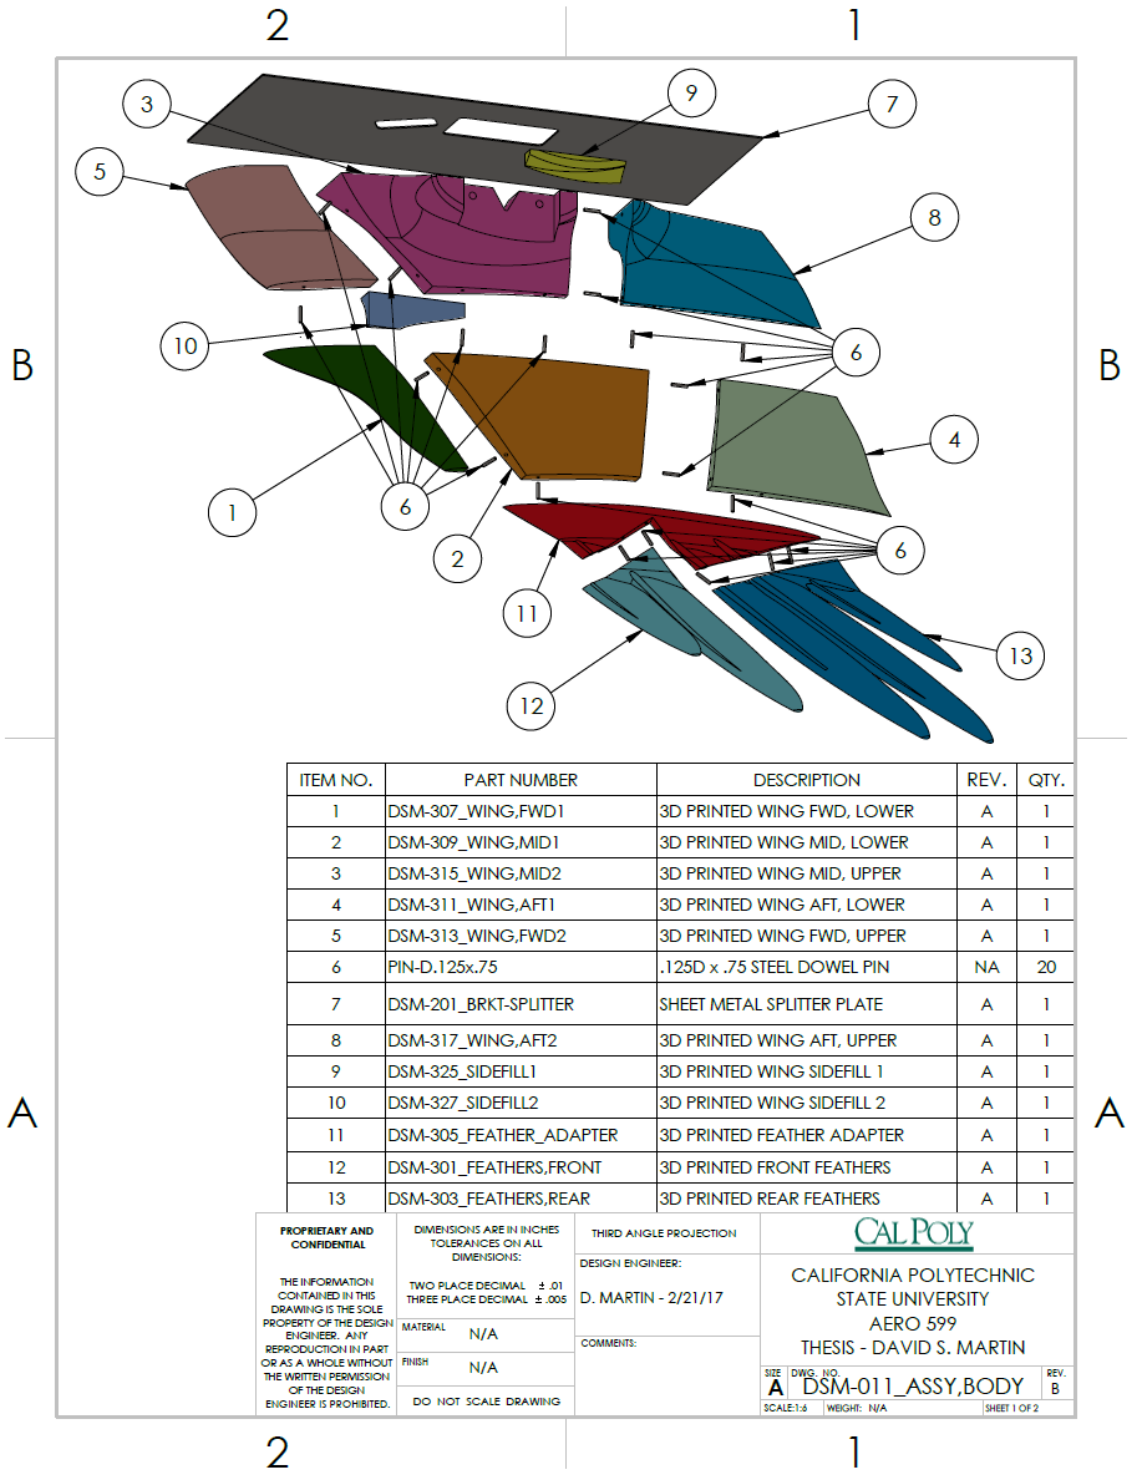 2 1
3
9
7
5
8
10
6
B B
4
1
6
2
6
11
13
12
ITEM NO. PART NUMBER DESCRIPTION REV. QTY.
1 DSM-307_WING,FWD1 3D PRINTED WING FWD, LOWER A 1
2 DSM-309_WING,MID1 3D PRINTED WING MID, LOWER A 1
3 DSM-315_WING,MID2 3D PRINTED WING MID, UPPER A 1
4 DSM-311_WING,AFT1 3D PRINTED WING AFT, LOWER A 1
5 DSM-313_WING,FWD2 3D PRINTED WING FWD, UPPER A 1
6 PIN-D.125x.75 .125D x .75 STEEL DOWEL PIN NA 20
7 DSM-201_BRKT-SPLITTER SHEET METAL SPLITTER PLATE A 1
8 DSM-317_WING,AFT2 3D PRINTED WING AFT, UPPER A 1
9 DSM-325_SIDEFILL1 3D PRINTED WING SIDEFILL 1 A 1
10 DSM-327_SIDEFILL2 3D PRINTED WING SIDEFILL 2 A 1
A A
11 DSM-305_FEATHER_ADAPTER 3D PRINTED FEATHER ADAPTER A 1
12 DSM-301_FEATHERS,FRONT 3D PRINTED FRONT FEATHERS A 1
13 DSM-303_FEATHERS,REAR 3D PRINTED REAR FEATHERS A 1
PROPRIETARY AND
CONFIDENTIAL
THE INFORMATION
CONTAINED IN THIS
DRAWING IS THE SOLE
PROPERTY OF THE DESIGN
ENGINEER. ANY
REPRODUCTION IN PART
OR AS A WHOLE WITHOUT
THE WRITTEN PERMISSION
OF THE DESIGN
ENGINEER IS PROHIBITED.
DIMENSIONS ARE IN INCHES
TOLERANCES ON ALL
DIMENSIONS:
TWO PLACE DECIMAL ± .01
THREE PLACE DECIMAL ± .005
MATERIAL N/A
FINISH N/A
DO NOT SCALE DRAWING
THIRD ANGLE PROJECTION
DESIGN ENGINEER:
D. MARTIN - 2/21/17
COMMENTS:
CAL POLY
CALIFORNIA POLYTECHNIC
STATE UNIVERSITY
AERO 599
THESIS - DAVID S. MARTIN
SIZE DWG. NO. REV.
A DSM-011_ASSY,BODY B
SCALE:1:6 WEIGHT: N/A SHEET 1 OF 2
2 1